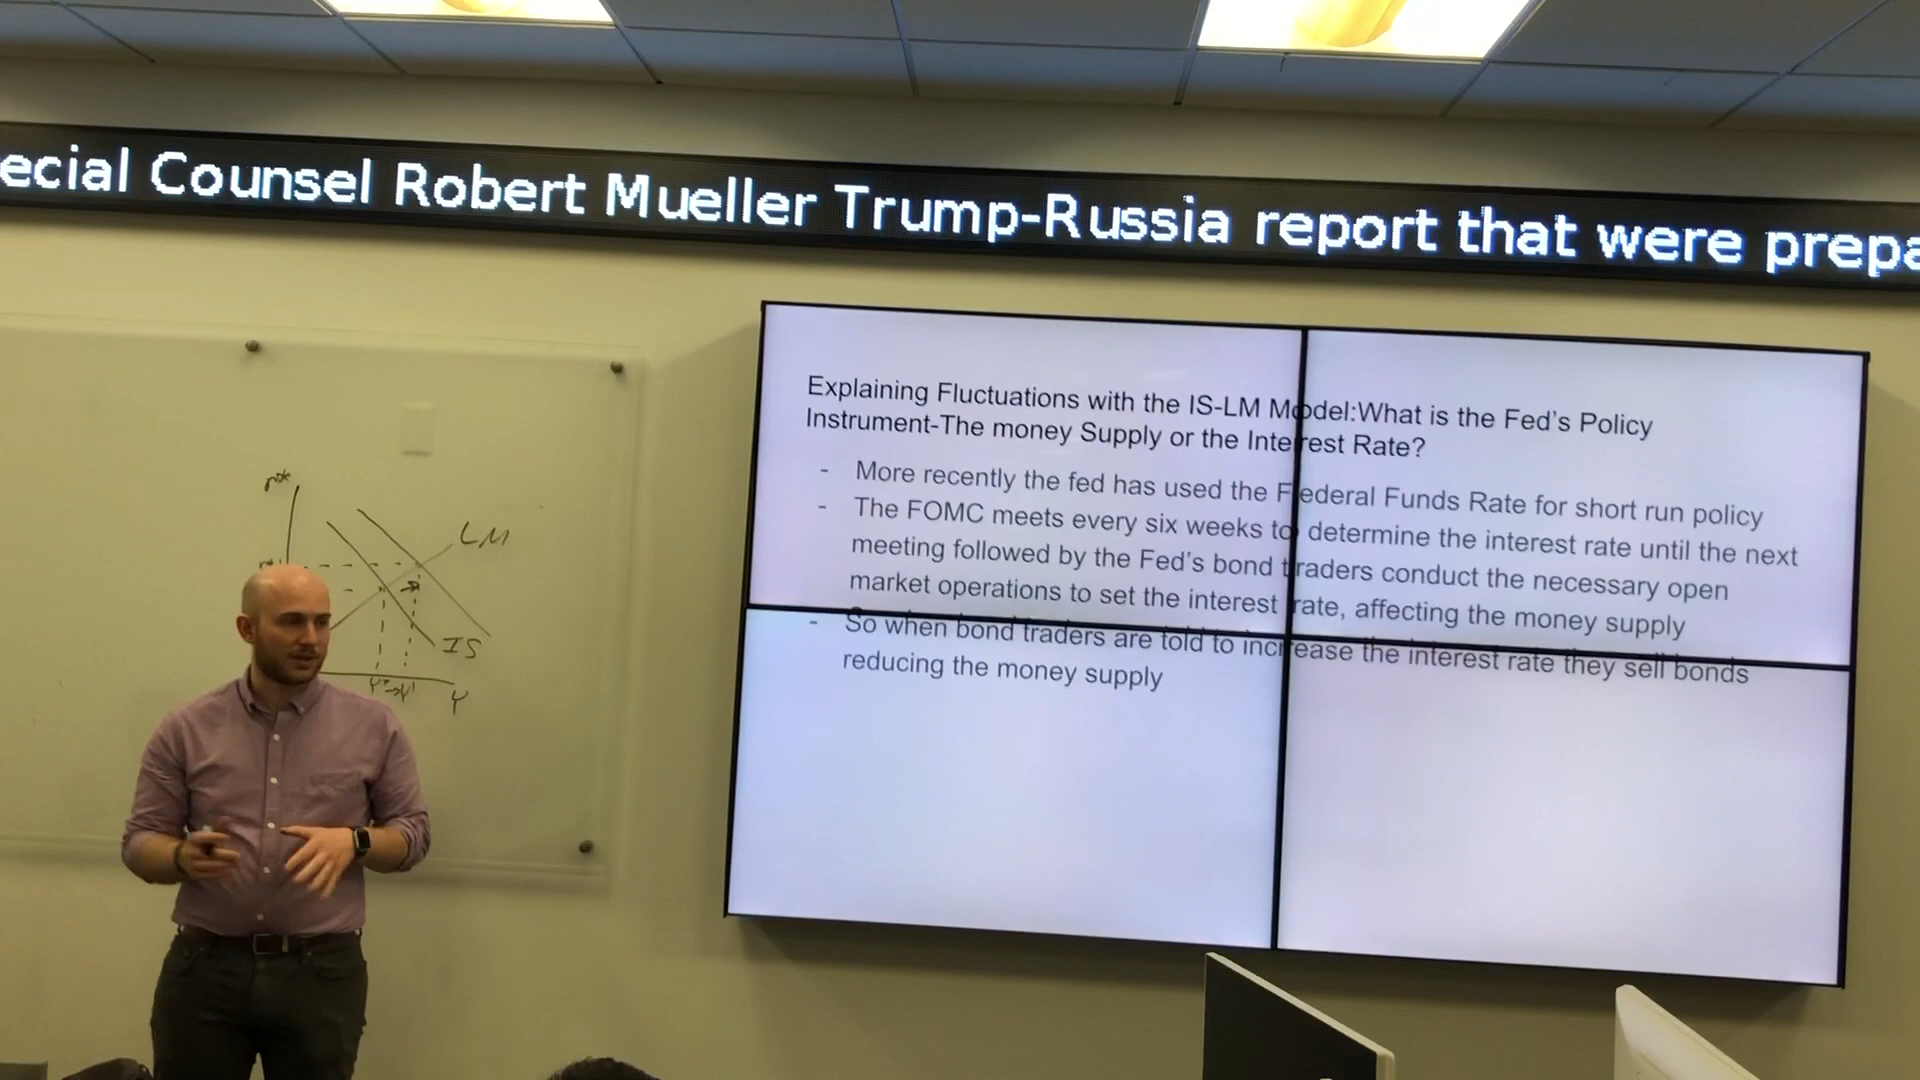 ecial Counsel Robert Mueller Trump-Russia report that were prepa
Explaining Fluctuations with the IS-LM Model:What is the Fed's Policy
Instrument-The money Supply or the Interest Rate?
- More recently the fed has used the Federal Funds Rate for short run policy
- The FOMC meets every six weeks to determine the interest rate until the next
meeting followed by the Fed's bond traders conduct the necessary open
market operations to set the interest rate, affecting the money supply
- So when bond traders are told to increase the interest rate they sell bonds
reducing the money supply
LM
IS
Y